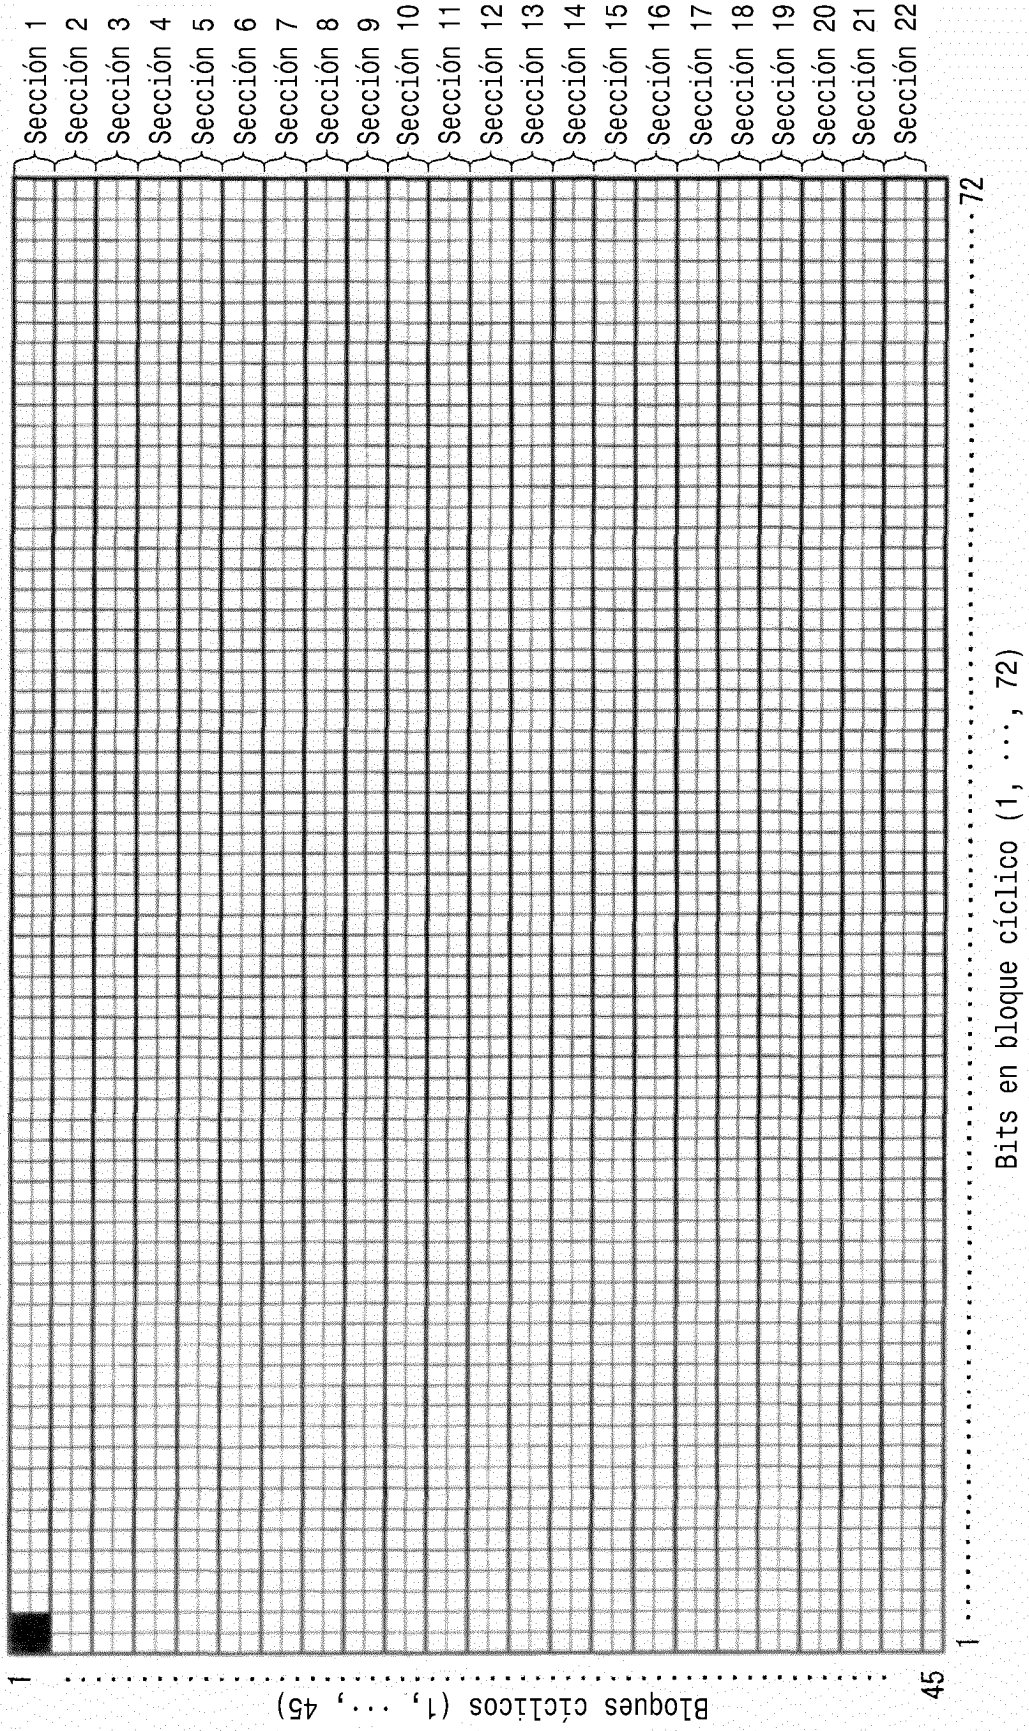 Sección 1
Sección 2
Sección 3
Sección 4
Sección 5
Sección 6
Sección 7
Sección 8
Sección 9
Sección 10
Sección 11
Sección 12
Sección 13
Sección 14
Sección 15
Sección 16
Sección 17
Sección 18
Sección 19
Sección 20
Sección 21
Sección 22
1
45
Bloques cíclicos (1, ···, 45)
1
72
Bits en bloque cíclico (1, ···, 72)